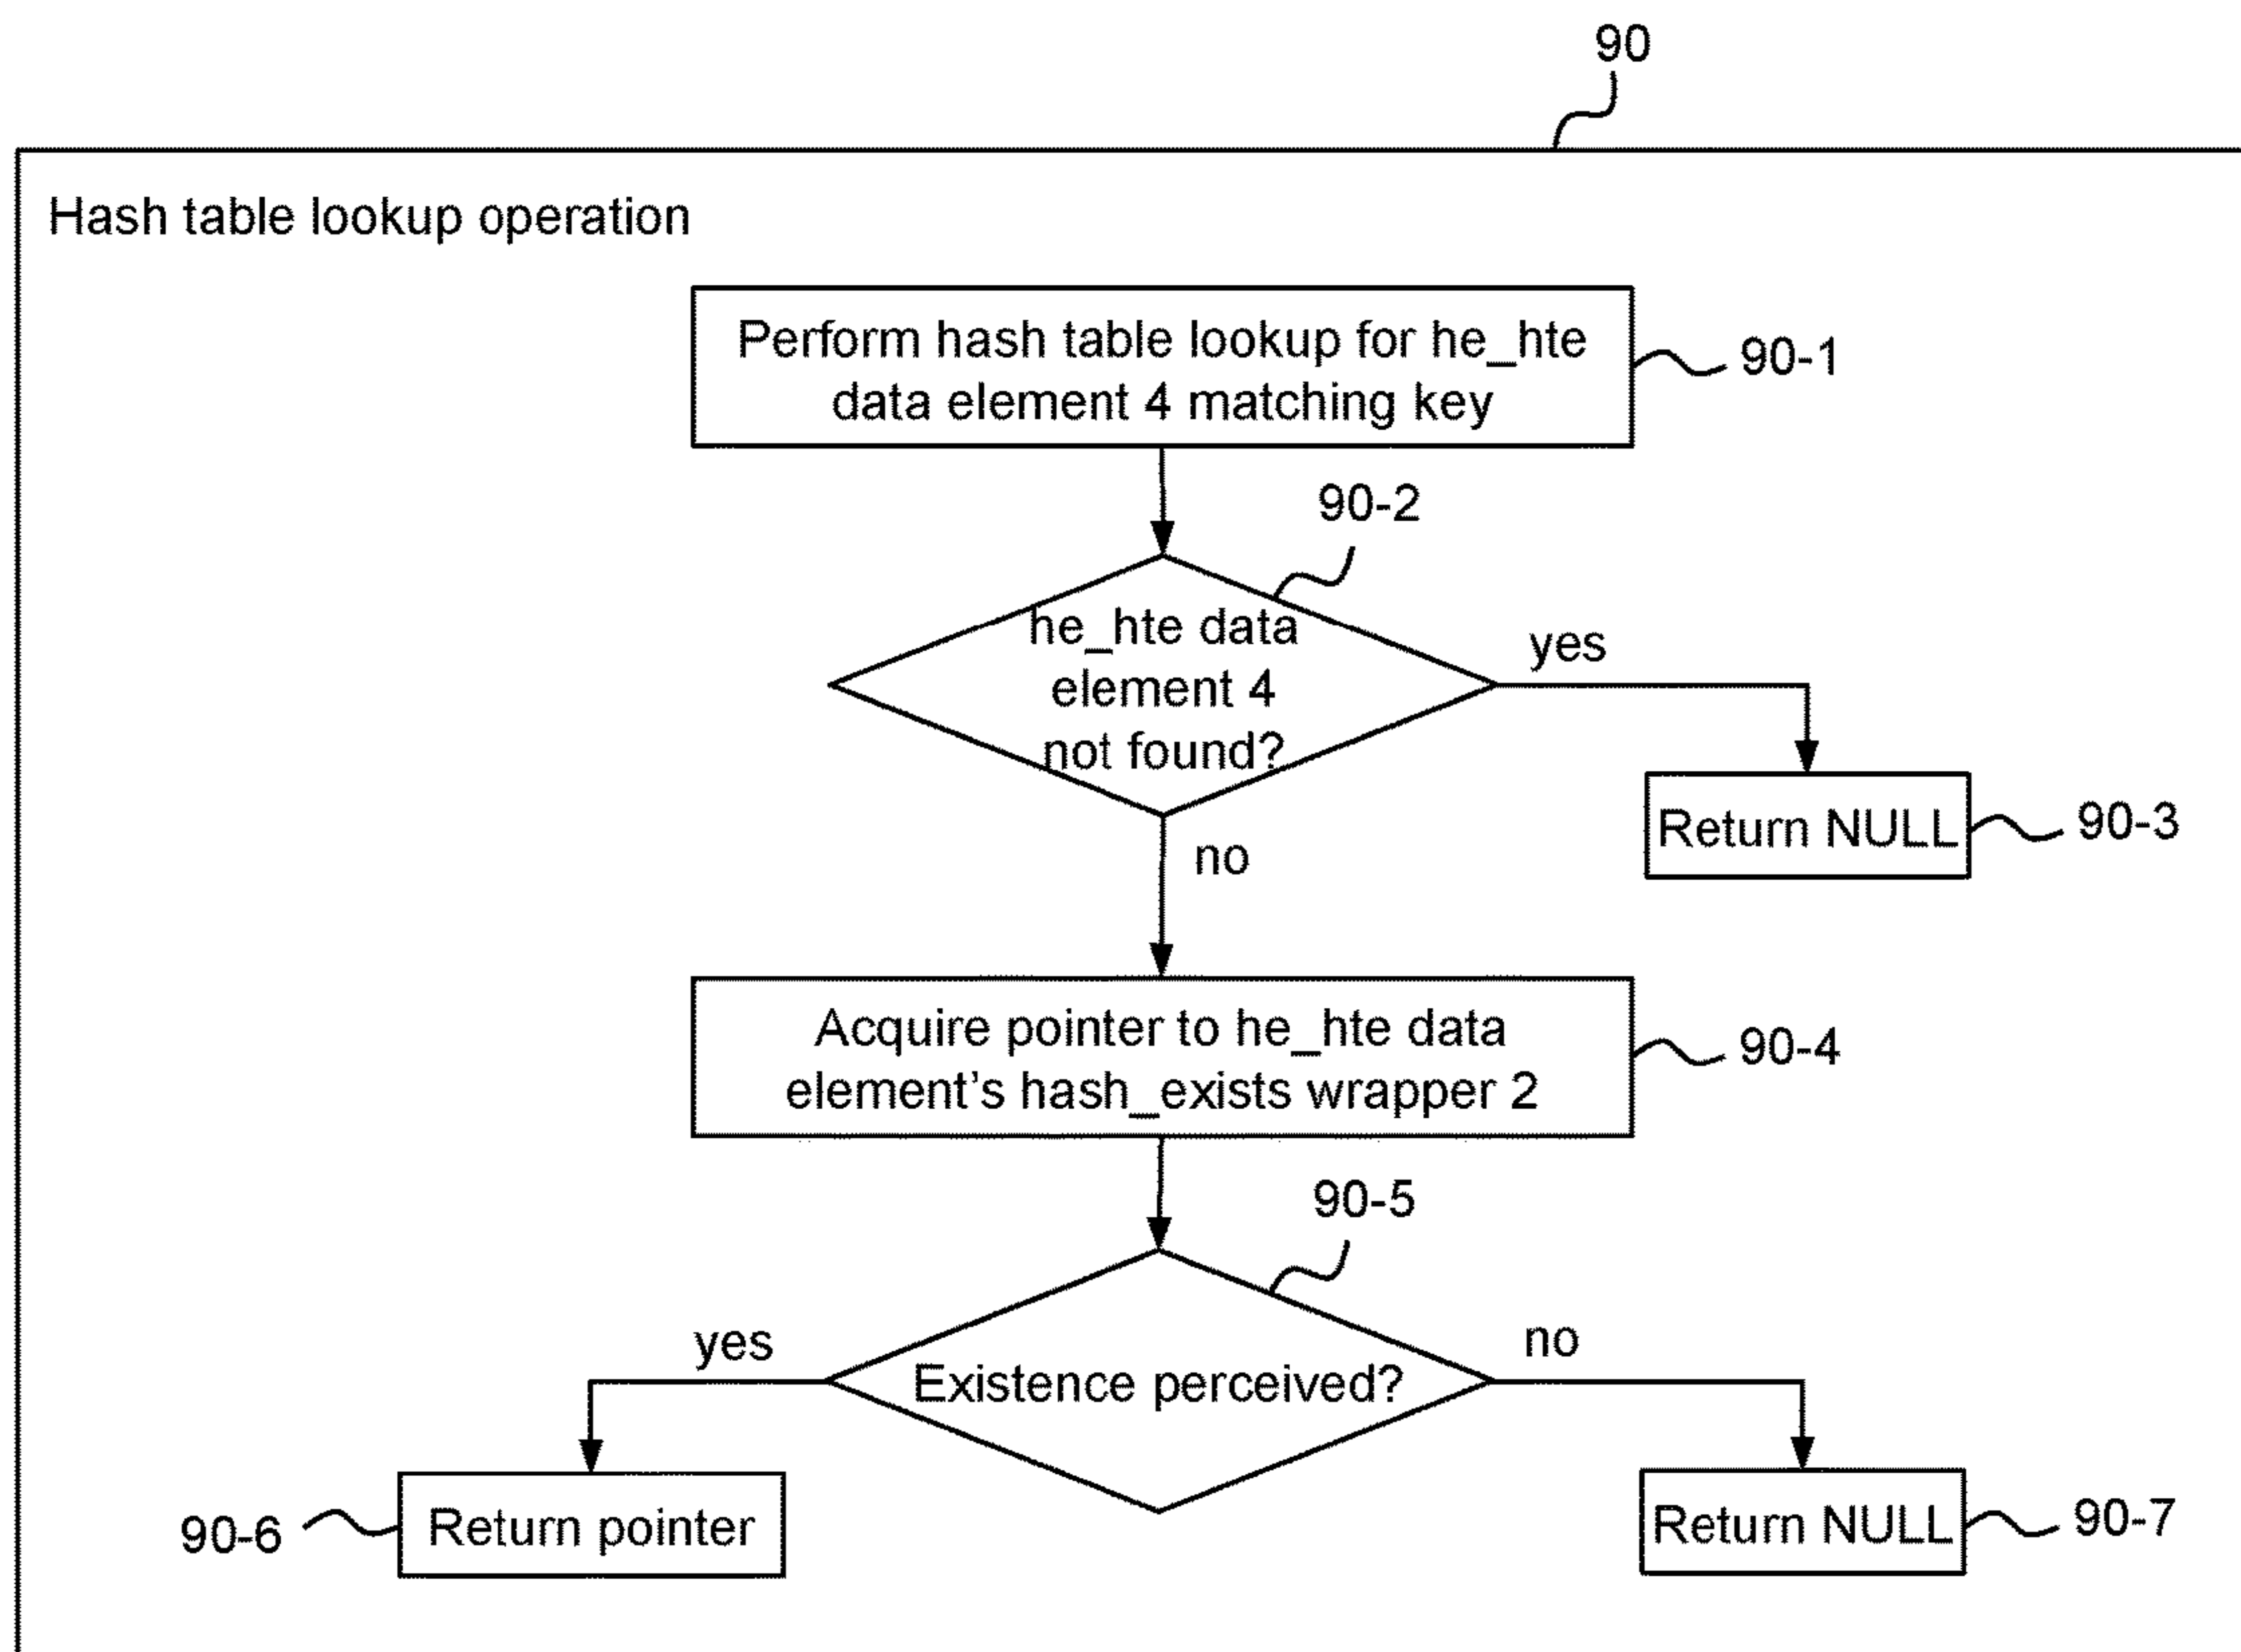 90
Hash table lookup operation
Perform hash table lookup for he_hte
data element 4 matching key
90-1
90-2
he_hte data
element 4
not found?
yes
no
Return NULL
90-3
Acquire pointer to he_hte data
element’s hash_exists wrapper 2
90-4
90-5
Existence perceived?
yes
no
90-6
Return pointer
Return NULL
90-7